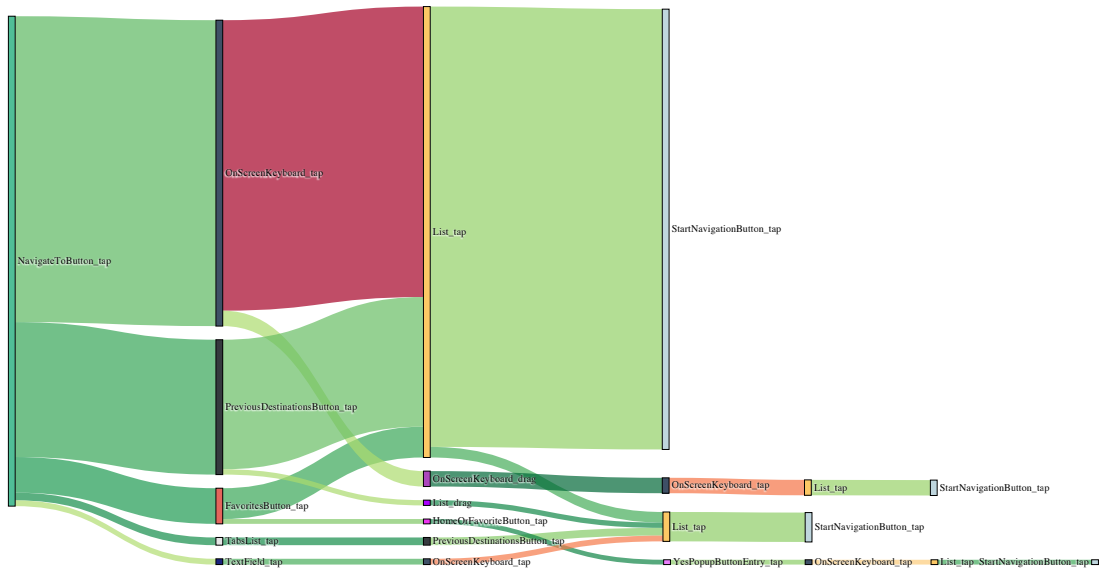 NavigateToButton_tap
OnScreenKeyboard_tap
PreviousDestinationsButton_tap
FavoritesButton_tap
TabsList_tap
TextField_tap
List_tap
OnScreenKeyboard_drag
List_drag
HomeOrFavoriteButton_tap
PreviousDestinationsButton_tap
OnScreenKeyboard_tap
StartNavigationButton_tap
OnScreenKeyboard_tap
List_tap
YesPopupButtonEntry_tap
List_tap
StartNavigationButton_tap
OnScreenKeyboard_tap
StartNavigationButton_tap
List_tap
StartNavigationButton_tap